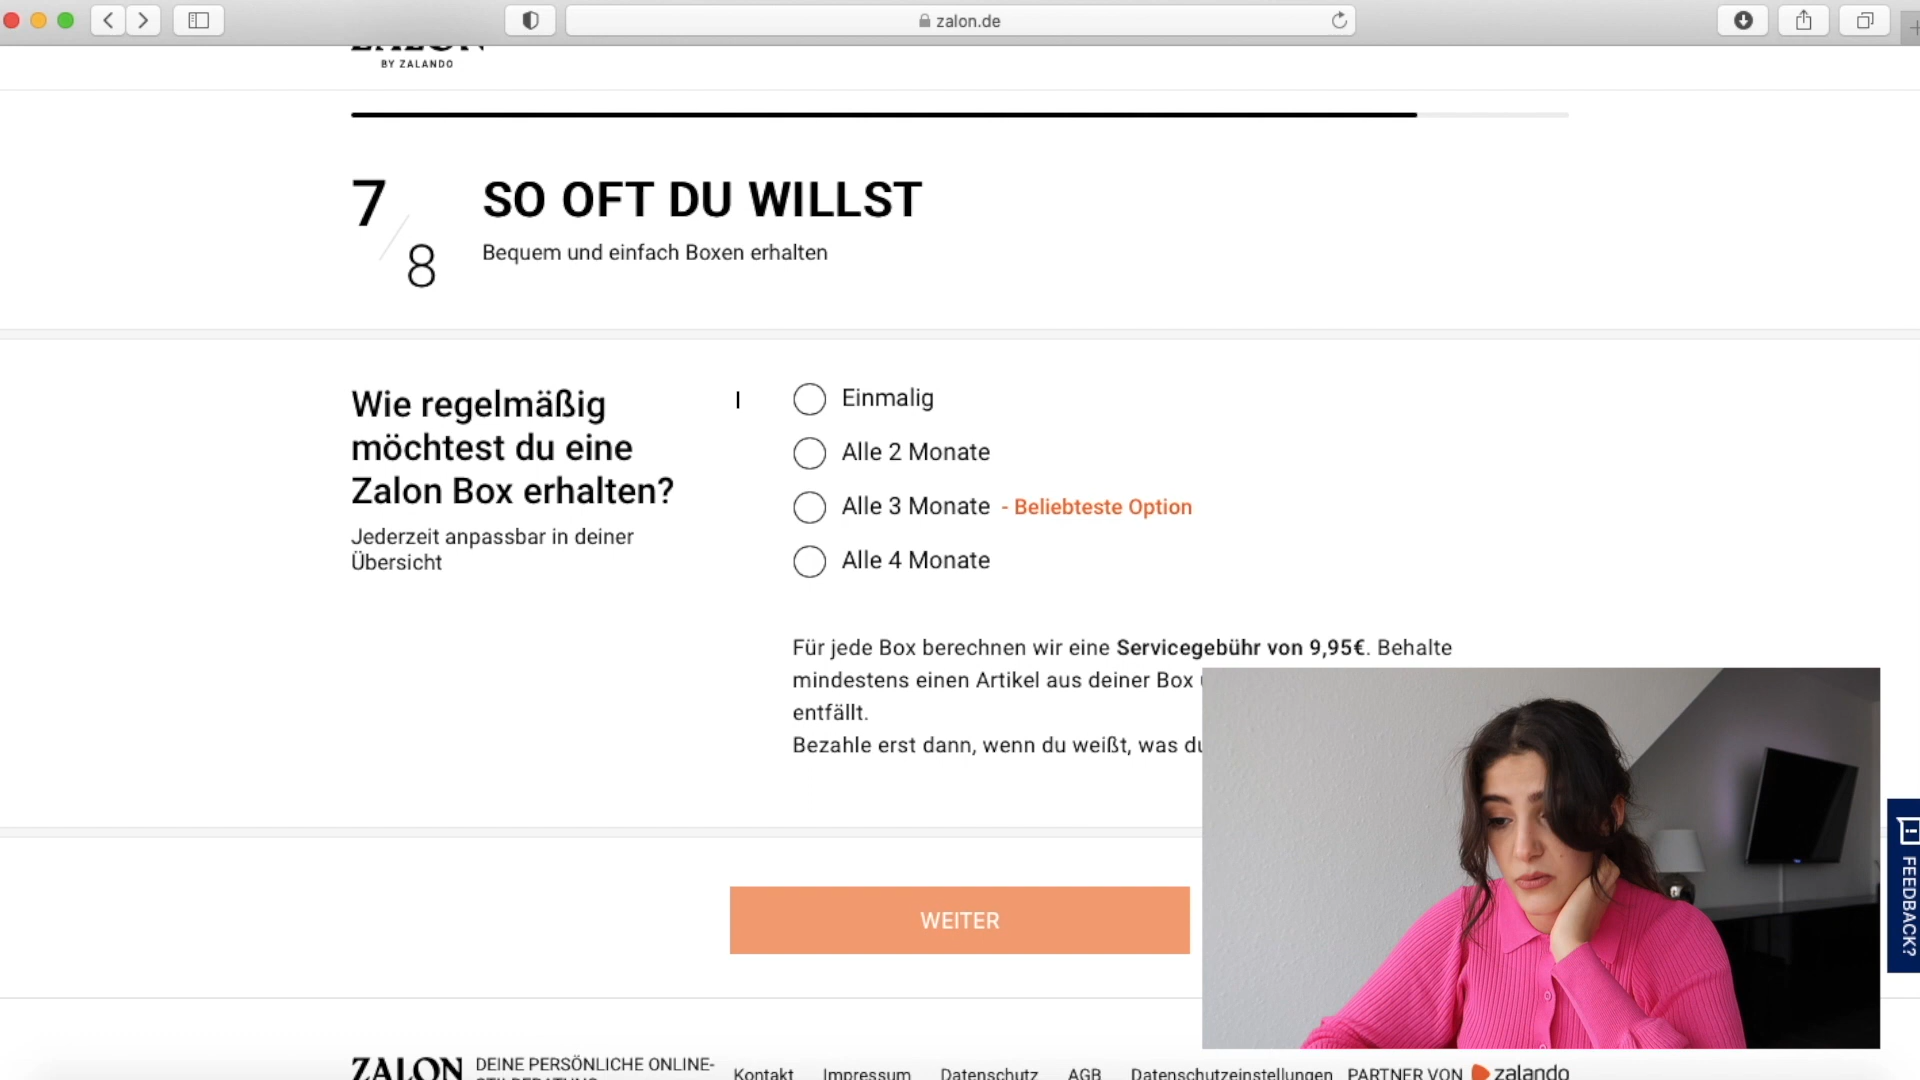 zalon.de
ZALON
BY ZALANDO
7
8
SO OFT DU WILLST
Bequem und einfach Boxen erhalten
Wie regelmäßig
möchtest du eine
Zalon Box erhalten?
Jederzeit anpassbar in deiner
Übersicht
Einmalig
Alle 2 Monate
Alle 3 Monate - Beliebteste Option
Alle 4 Monate
Für jede Box berechnen wir eine Servicegebühr von 9,95€. Behalte
mindestens einen Artikel aus deiner Box
entfällt.
Bezahle erst dann, wenn du weißt, was
WEITER
FEEDBACK?
ZALON
DEINE PERSÖNLICHE ONLINE-
Kontakt Impressum Datenschutz AGB Datenschutzeinstellungen PARTNER VON zalando